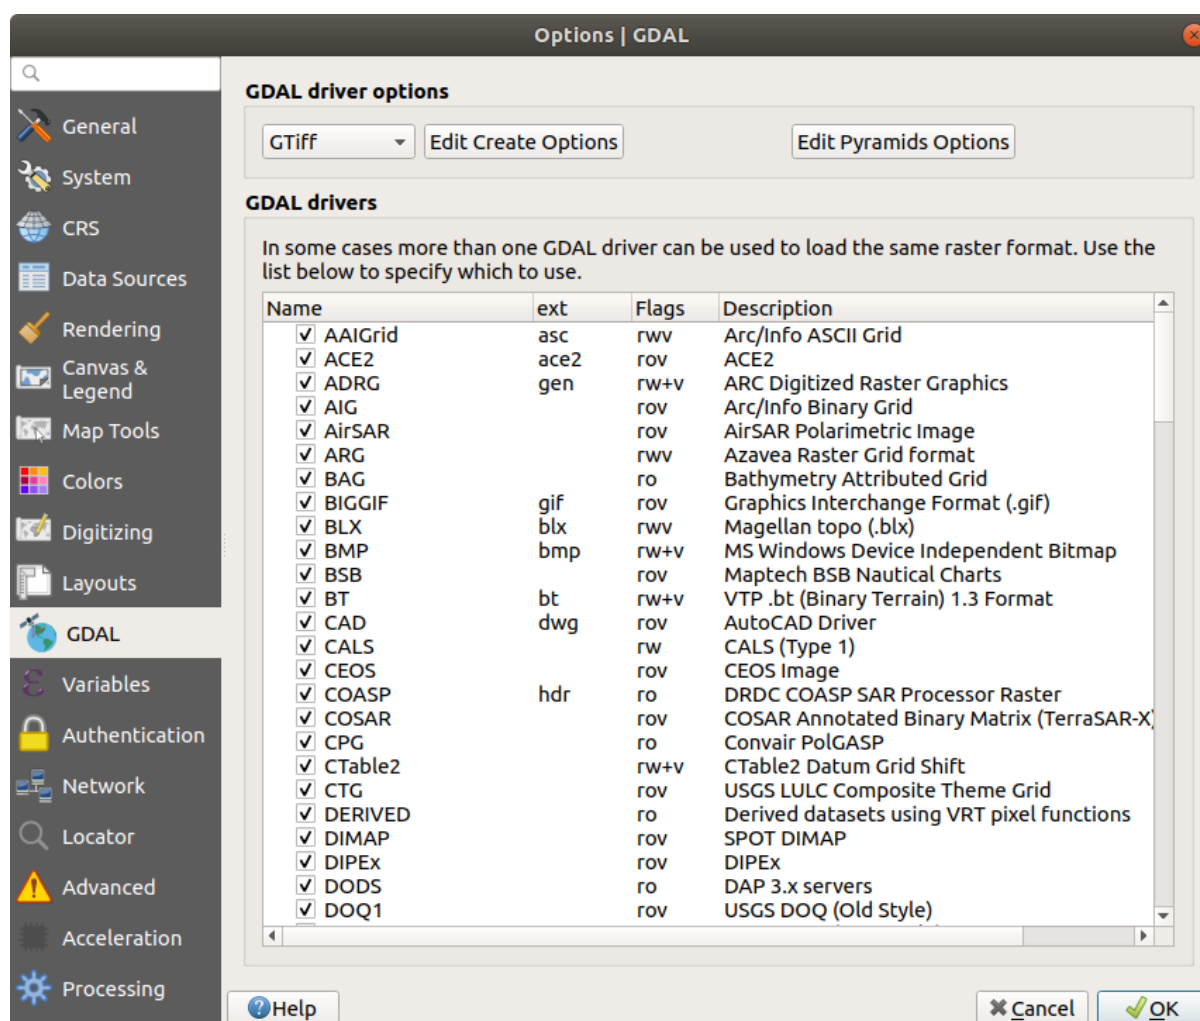 Options | GDAL
General
System
CRS
Data Sources
Rendering
Canvas &
Legend
Map Tools
Colors
Digitizing
Layouts
GDAL
Variables
Authentication
Network
Locator
Advanced
Acceleration
Processing
GDAL driver options
GTiff Edit Create Options Edit Pyramids Options
GDAL drivers
In some cases more than one GDAL driver can be used to load the same raster format. Use the
list below to specify which to use.
Name ext Flags Description
AAIGrid asc rwv Arc/Info ASCII Grid
ACE2 ace2 rov ACE2
ADRG gen rw+v ARC Digitized Raster Graphics
AIG rov Arc/Info Binary Grid
AirSAR rov AirSAR Polarimetric Image
ARG rwv Azavea Raster Grid format
BAG ro Bathymetry Attributed Grid
BIGGIF gif rov Graphics Interchange Format (.gif)
BLX blx rwv Magellan topo (.blx)
BMP bmp rw+v MS Windows Device Independent Bitmap
BSB rov Maptech BSB Nautical Charts
BT bt rw+v VTP .bt (Binary Terrain) 1.3 Format
CAD dwg rov AutoCAD Driver
CALS rw CALS (Type 1)
CEOS rov CEOS Image
COASP hdr ro DRDC COASP SAR Processor Raster
COSAR rov COSAR Annotated Binary Matrix (TerraSAR-X)
CPG ro Convair PolGASP
CTable2 rw+v CTable2 Datum Grid Shift
CTG rov USGS LULC Composite Theme Grid
DERIVED ro Derived datasets using VRT pixel functions
DIMAP rov SPOT DIMAP
DIPEx rov DIPEx
DODS ro DAP 3.x servers
DOQ1 rov USGS DOQ (Old Style)
Help Cancel OK